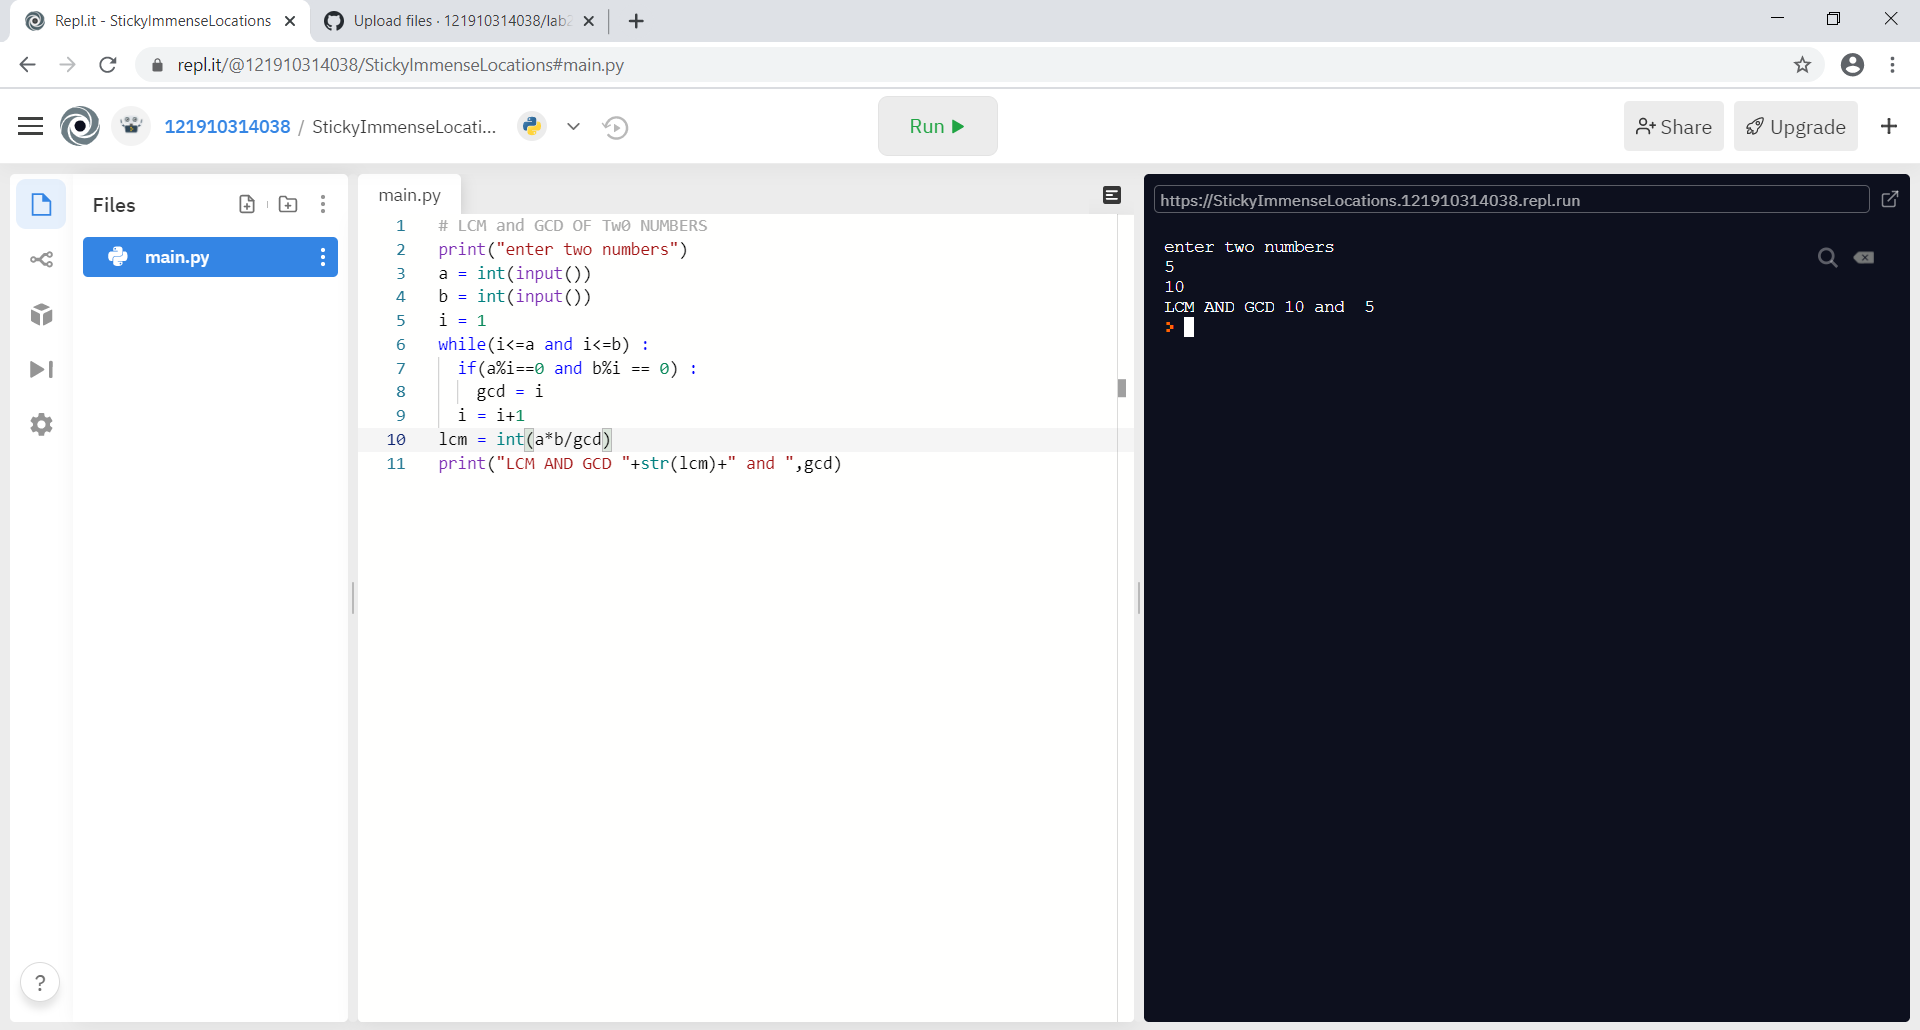 Repl.it - StickyImmenseLocations
Upload files · 121910314038/lab2
repl.it/@121910314038/StickyImmenseLocations#main.py
121910314038 / StickyImmenseLocati...
Run
Share
Upgrade
Files
main.py
main.py
1 # LCM and GCD OF Tw0 NUMBERS
2 print("enter two numbers")
3 a = int(input())
4 b = int(input())
5 i = 1
6 while(i<=a and i<=b) :
7 if(a%i==0 and b%i == 0) :
8 gcd = i
9 i = i+1
10 lcm = int(a*b/gcd)
11 print("LCM AND GCD "+str(lcm)+" and ",gcd)
https://StickyImmenseLocations.121910314038.repl.run
enter two numbers
5
10
LCM AND GCD 10 and  5
>
?